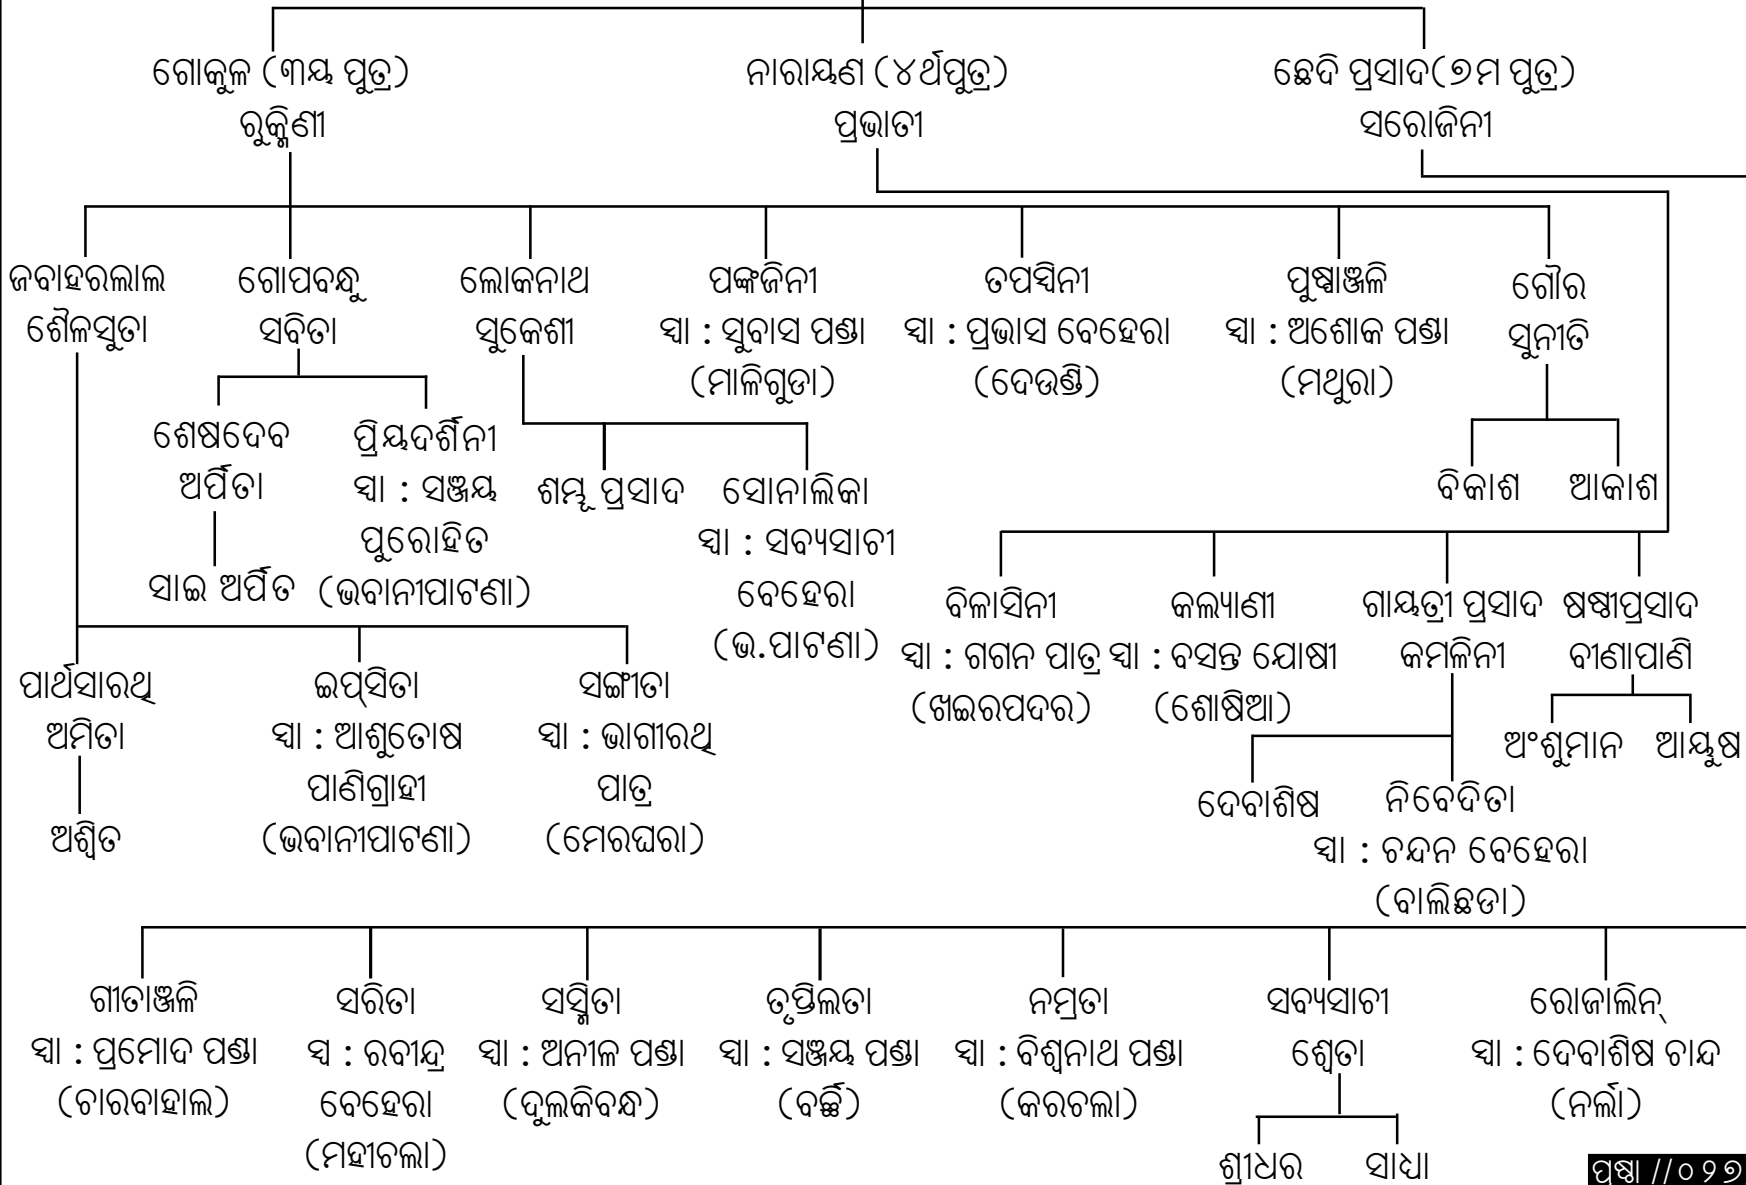 ଗୋକୁଳ (୩ୟ ପୁତ୍ର)
ରୁକ୍ମିଣୀ
ନାରାୟଣ (୪ର୍ଥପୁତ୍ର)
ପ୍ରଭାତୀ
ଛେଦି ପ୍ରସାଦ(୭ମ ପୁତ୍ର)
ସରୋଜିନୀ
ଜବାହରଲାଲ
ଶୈଳସୁତା
ଗୋପବନ୍ଧୁ
ସବିତା
ଲୋକନାଥ
ସୁକେଶୀ
ପଙ୍କଜିନୀ
ସ୍ୱା : ସୁବାସ ପଣ୍ଡା
(ମାଳିଗୁଡା)
ତପସ୍ୱିନୀ
ସ୍ୱା : ପ୍ରଭାସ ବେହେରା
(ଦେଉଣ୍ଡି)
ପୁଷ୍ପାଞ୍ଜଳି
ସ୍ୱା : ଅଶୋକ ପଣ୍ଡା
(ମଥୁରା)
ଗୌର
ସୁନୀତି
ଶେଷଦେବ
ଅର୍ପିତା
ସାଇ ଅର୍ପିତ
ପ୍ରିୟଦର୍ଶିନୀ
ସ୍ୱା : ସଞ୍ଜୟ
ପୁରୋହିତ
(ଭବାନୀପାଟଣା)
ଶମ୍ଭୂ ପ୍ରସାଦ
ସୋନାଲିକା
ସ୍ୱା : ସବ୍ୟସାଚୀ
ବେହେରା
(ଭ.ପାଟଣା)
ବିକାଶ
ଆକାଶ
ବିଳାସିନୀ
ସ୍ୱା : ଗଗନ ପାତ୍ର
(ଖଇରପଦର)
କଲ୍ୟାଣୀ
ସ୍ୱା : ବସନ୍ତ ଯୋଷୀ
(ଶୋଷିଆ)
ଗାୟତ୍ରୀ ପ୍ରସାଦ
କମଳିନୀ
ଷଷ୍ଠୀପ୍ରସାଦ
ବୀଣାପାଣି
ପାର୍ଥସାରଥି
ଅମିତା
ଅଶ୍ୱିତ
ଇପ୍‌ସିତା
ସ୍ୱା : ଆଶୁତୋଷ
ପାଣିଗ୍ରାହୀ
(ଭବାନୀପାଟଣା)
ସଙ୍ଗୀତା
ସ୍ୱା : ଭାଗୀରଥି
ପାତ୍ର
(ମେରଘରା)
ଅଂଶୁମାନ
ଆୟୁଷ
ଦେବାଶିଷ
ନିବେଦିତା
ସ୍ୱା : ଚନ୍ଦନ ବେହେରା
(ବାଲିଛଡା)
ଗୀତାଞ୍ଜଳି
ସ୍ୱା : ପ୍ରମୋଦ ପଣ୍ଡା
(ଚାରବାହାଲ)
ସରିତା
ସ୍ୱ : ରବୀନ୍ଦ୍ର
ବେହେରା
(ମହୀଚଲା)
ସସ୍ମିତା
ସ୍ୱା : ଅନୀଳ ପଣ୍ଡା
(ଦୁଲକିବନ୍ଧ)
ତୃପ୍ତିଲତା
ସ୍ୱା : ସଞ୍ଜୟ ପଣ୍ଡା
(ବର୍ଛି)
ନମ୍ରତା
ସ୍ୱା : ବିଶ୍ୱନାଥ ପଣ୍ଡା
(କରଚଲା)
ସବ୍ୟସାଚୀ
ଶ୍ୱେତା
ରୋଜାଲିନ୍
ସ୍ୱା : ଦେବାଶିଷ ଚାନ୍ଦ
(ନର୍ଲା)
ଶ୍ରୀଧର
ସାଧ୍ୱା
ପୃଷ୍ଠା //୦୨୭